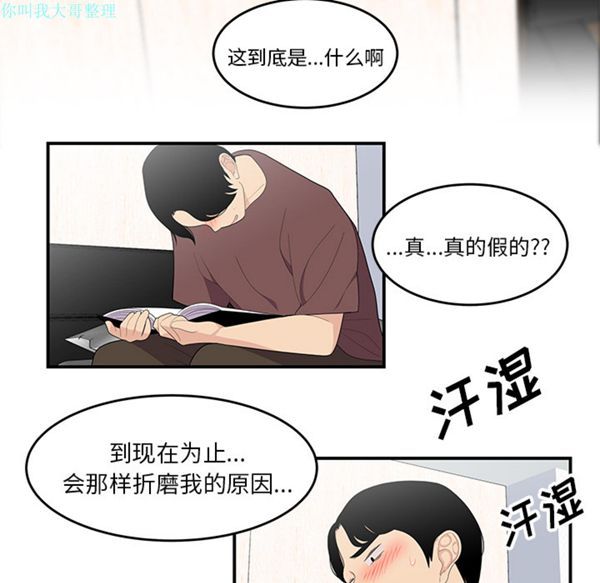 你叫我大哥整理
这到底是...什么啊
...真...真的假的??
汗湿
到现在为止...
会那样折磨我的原因...
汗湿